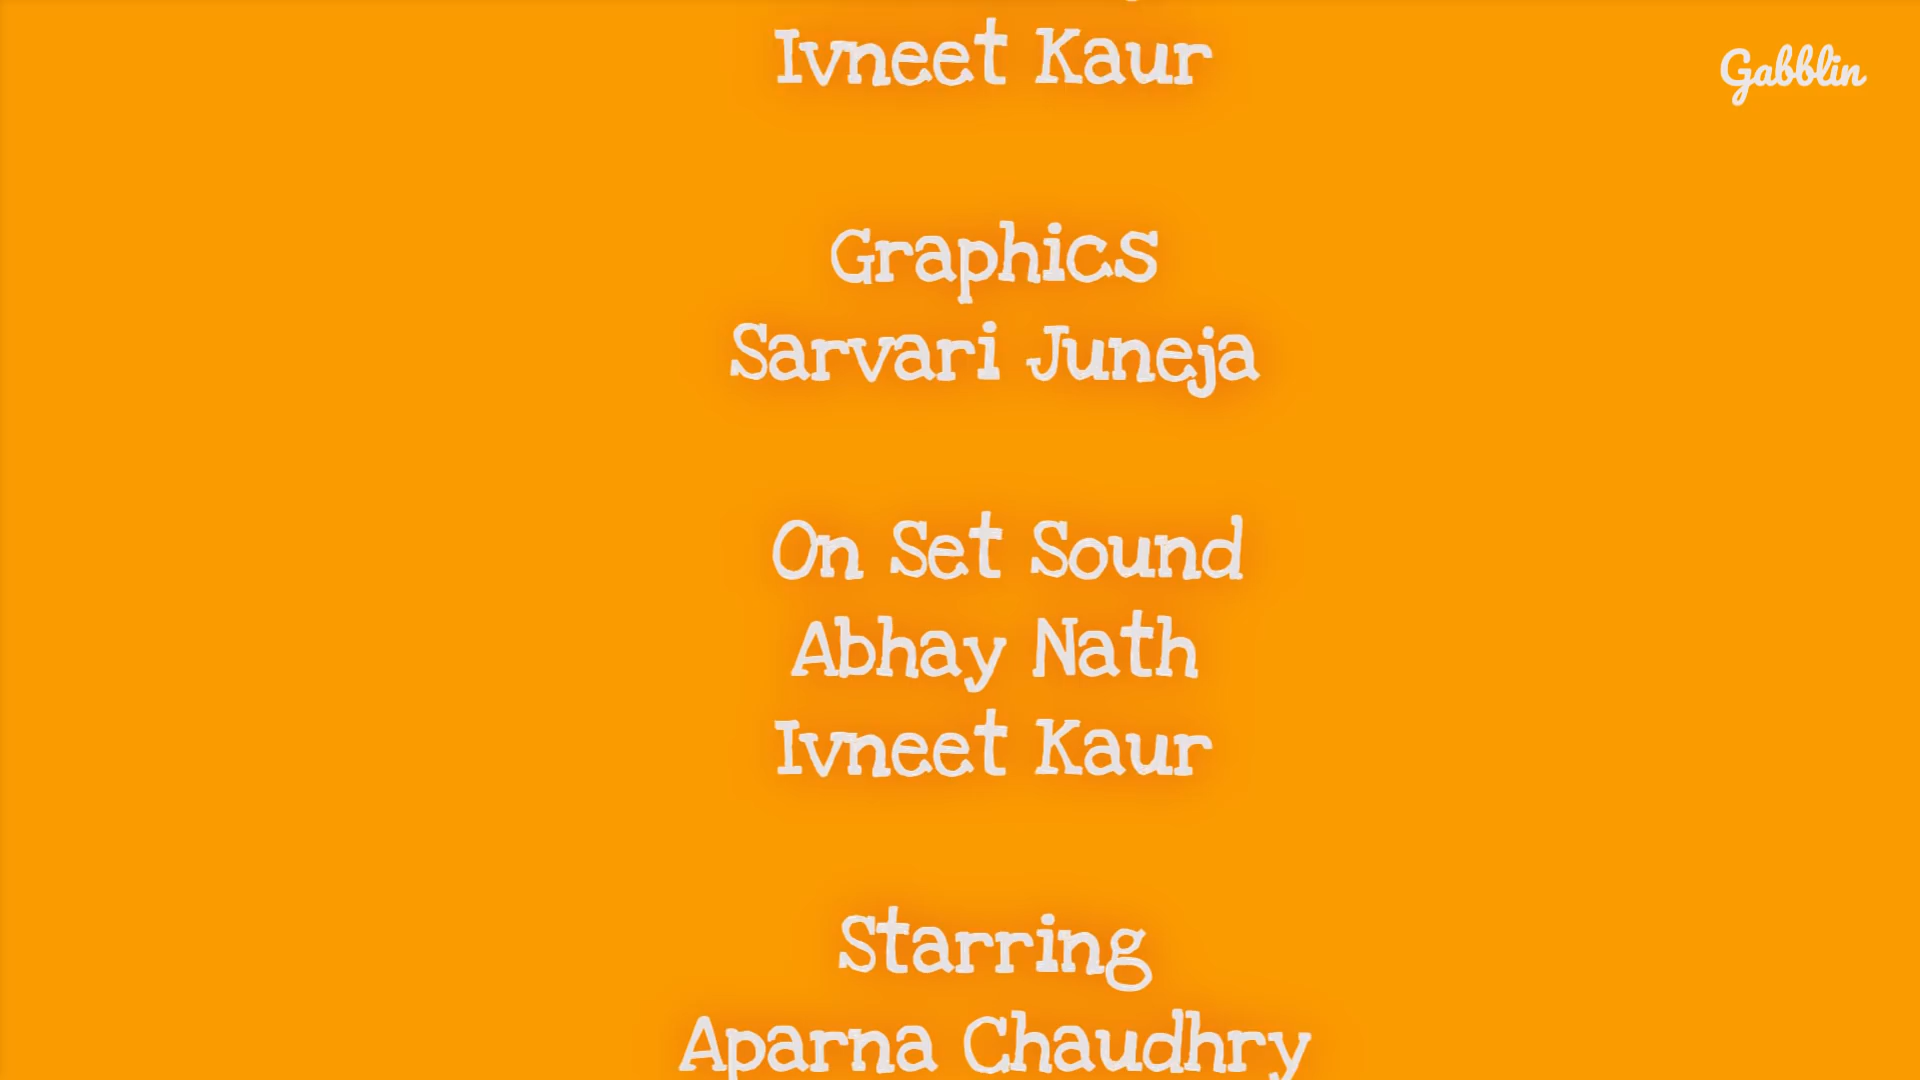 Ivneet Kaur
Gabblin
Graphics
Sarvari Juneja
On Set Sound
Abhay Nath
Ivneet Kaur
Starring
Aparna Chaudhry